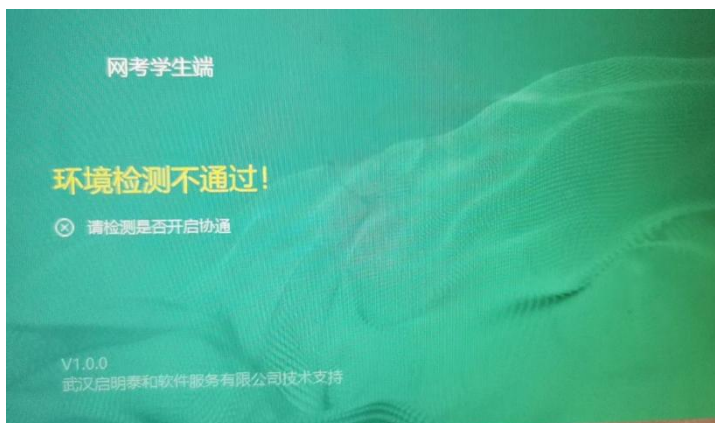 网考学生端
环境检测不通过!
请检测是否开启协通
V1.0.0
武汉启明泰和软件服务有限公司技术支持